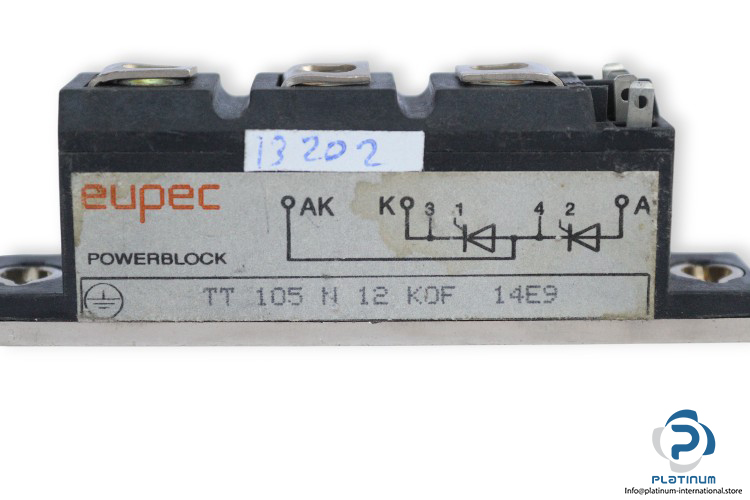 13202
eupec
AK K 3 1 4 2 A
POWERBLOCK
TT 105 N 12 KOF 14E9
PLATINUM
Info@platinum-international.store